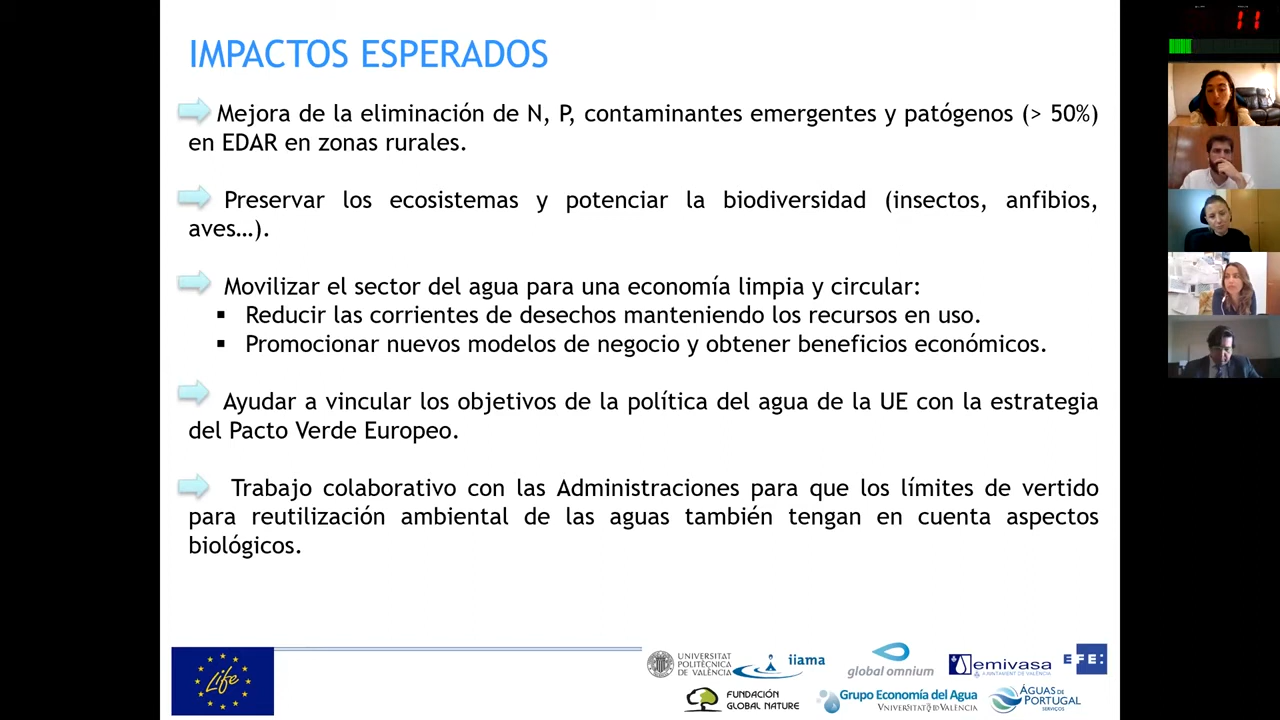 IMPACTOS ESPERADOS
11
Mejora de la eliminación de N, P, contaminantes emergentes y patógenos (> 50%)
en EDAR en zonas rurales.
Preservar los ecosistemas y potenciar la biodiversidad (insectos, anfibios,
aves…).
Movilizar el sector del agua para una economía limpia y circular:
▪ Reducir las corrientes de desechos manteniendo los recursos en uso.
▪ Promocionar nuevos modelos de negocio y obtener beneficios económicos.
Ayudar a vincular los objetivos de la política del agua de la UE con la estrategia
del Pacto Verde Europeo.
Trabajo colaborativo con las Administraciones para que los límites de vertido
para reutilización ambiental de las aguas también tengan en cuenta aspectos
biológicos.
Life
UNIVERSITAT
POLITÈCNICA
DE VALÈNCIA
iiama
global omnium
emivasa
AJUNTAMENT DE VALÈNCIA
EFE:
FUNDACIÓN
GLOBAL NATURE
Grupo Economía del Agua
UNIVERSITAT ID VALÈNCIA
ÁGUAS DE
PORTUGAL
SERVIÇOS